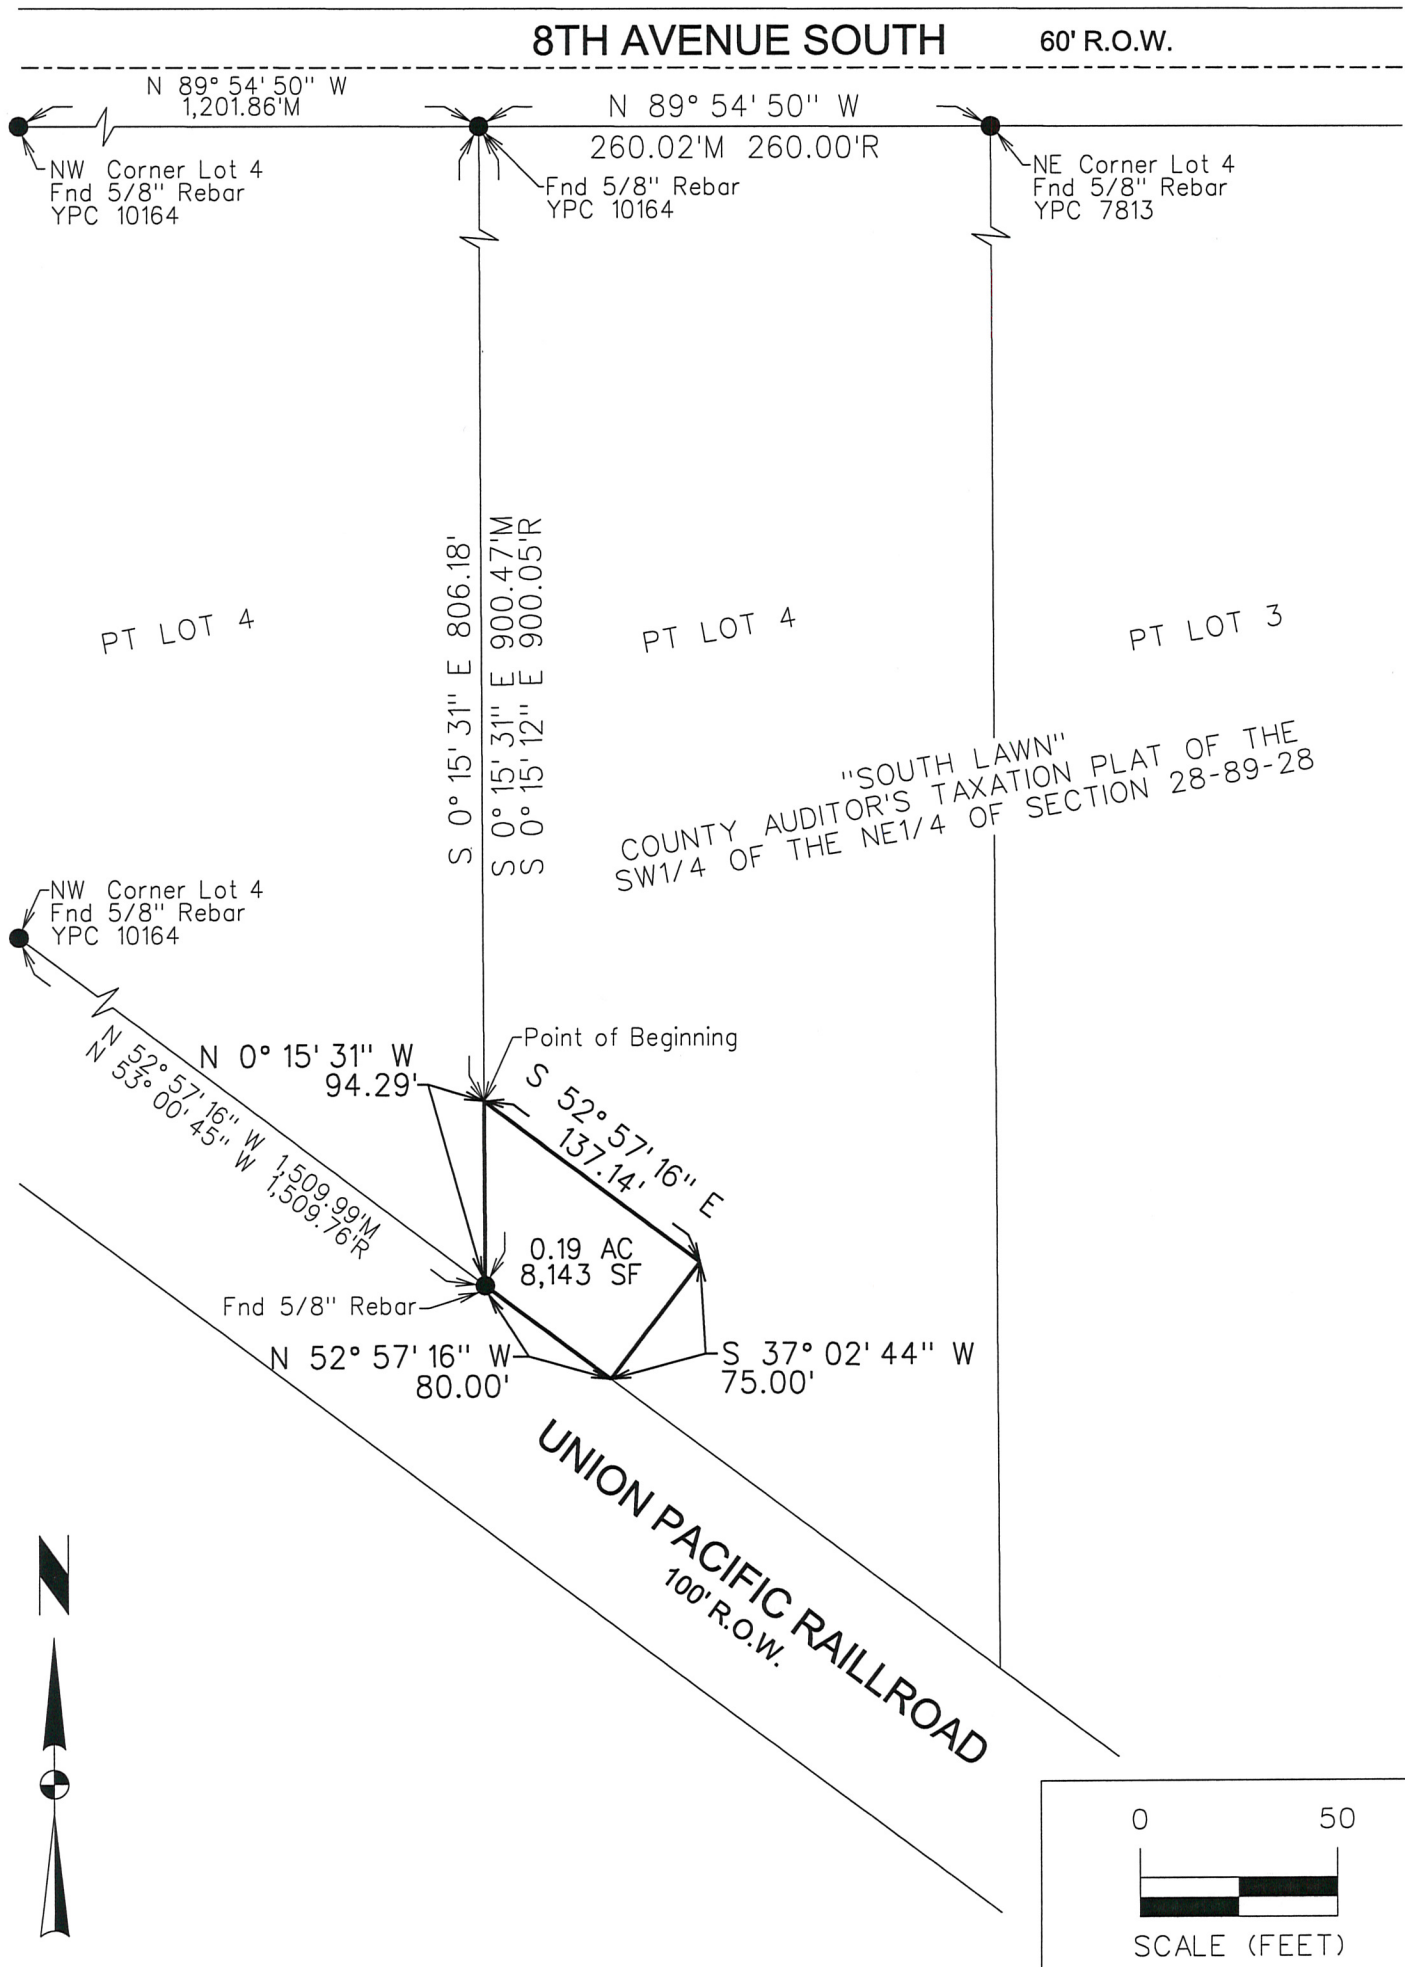 8TH AVENUE SOUTH 60' R.O.W.
N 89° 54' 50" W
1,201.86'M
N 89° 54' 50" W
260.02'M 260.00'R
NW Corner Lot 4
Fnd 5/8" Rebar
YPC 10164
Fnd 5/8" Rebar
YPC 10164
NE Corner Lot 4
Fnd 5/8" Rebar
YPC 7813
S 0° 15' 31" E 806.18'
S 0° 15' 31" E 900.47'M
S 0° 15' 12" E 900.05'R
PT LOT 4
PT LOT 4
PT LOT 3
"SOUTH LAWN"
COUNTY AUDITOR'S TAXATION PLAT OF THE
SW1/4 OF THE NE1/4 OF SECTION 28-89-28
NW Corner Lot 4
Fnd 5/8" Rebar
YPC 10164
N 52° 57' 16" W 1,509.99'M
N 53° 00' 45" W 1,509.76'R
N 0° 15' 31" W
94.29'
Point of Beginning
S 52° 57' 16" E
137.14'
0.19 AC
8,143 SF
Fnd 5/8" Rebar
N 52° 57' 16" W
80.00'
S 37° 02' 44" W
75.00'
UNION PACIFIC RAILLROAD
100' R.O.W.
N
0 50
SCALE (FEET)